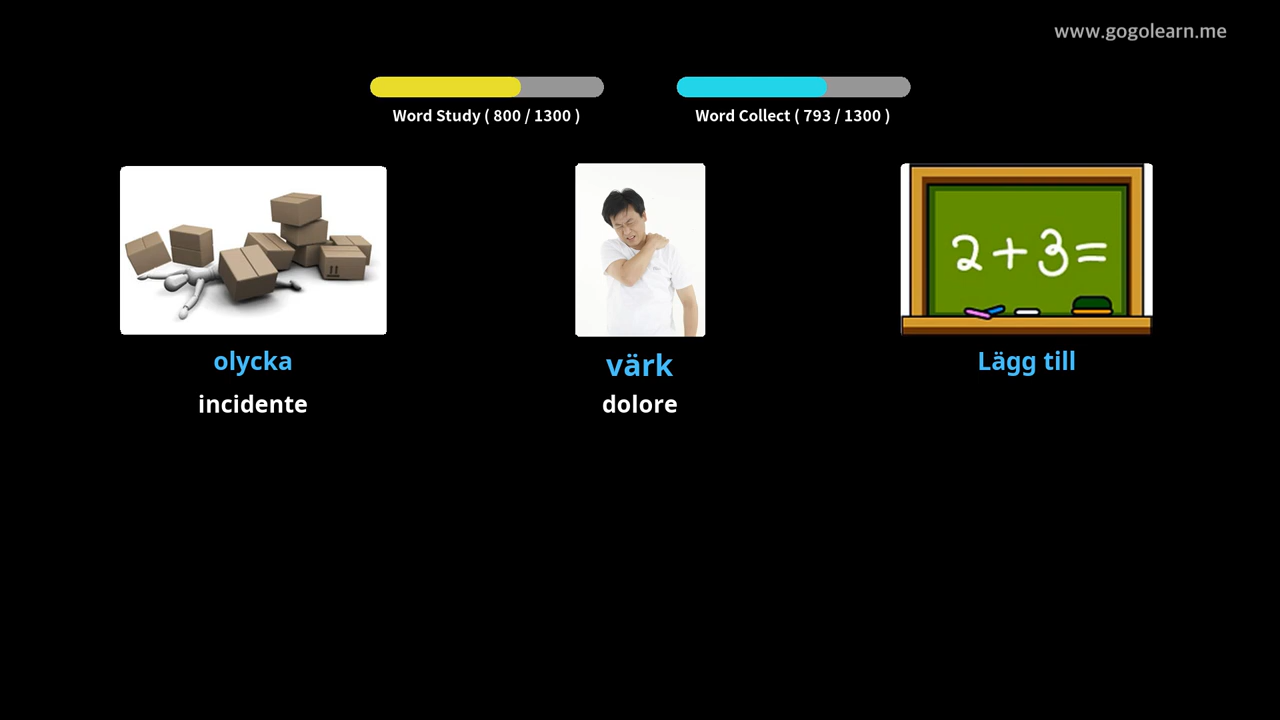 www.gogolearn.me
Word Study ( 800 / 1300 )
Word Collect ( 793 / 1300 )
2+3=
olycka
värk
Lägg till
incidente
dolore